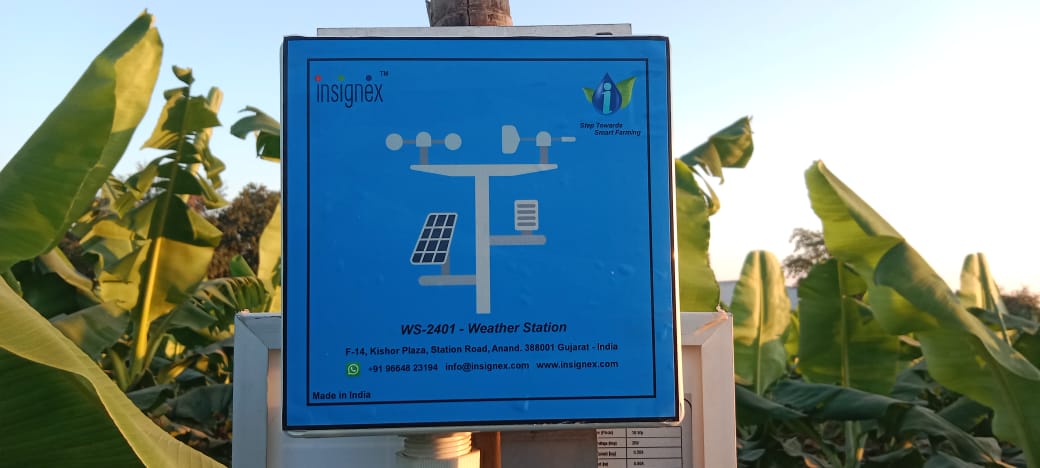 insignex TM
i
Step Towards
Smart Farming
WS-2401 - Weather Station
F-14, Kishor Plaza, Station Road, Anand. 388001 Gujarat - India
+91 96648 23194 info@insignex.com www.insignex.com
Made in India